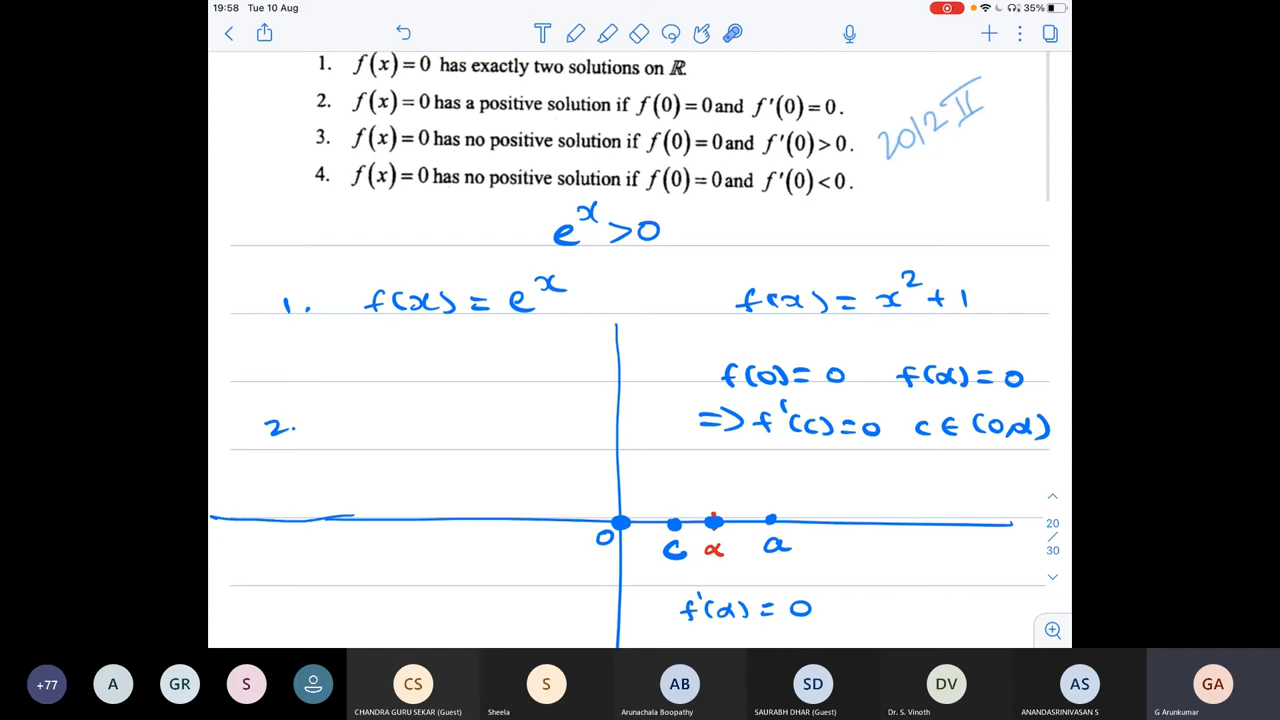 19:58 Tue 10 Aug
35%
T
1. f(x)=0 has exactly two solutions on ℝ.
2. f(x)=0 has a positive solution if f(0)=0 and f'(0)=0.
3. f(x)=0 has no positive solution if f(0)=0 and f'(0)>0.
4. f(x)=0 has no positive solution if f(0)=0 and f'(0)<0.
2012 II
e^x >0
1. f(x) = e^x f(x) = x^2+1
f(0)= 0 f(α)=0
2. => f'(c)=0 c ∈ (0,α)
0 c α a
f'(α) = 0
20
/
30
+77 A GR S CS S AB SD DV AS GA
CHANDRA GURU SEKAR (Guest) Sheela Arunachala Boopathy SAURABH DHAR (Guest) Dr. S. Vinoth ANANDASRINIVASAN S G Arunkumar